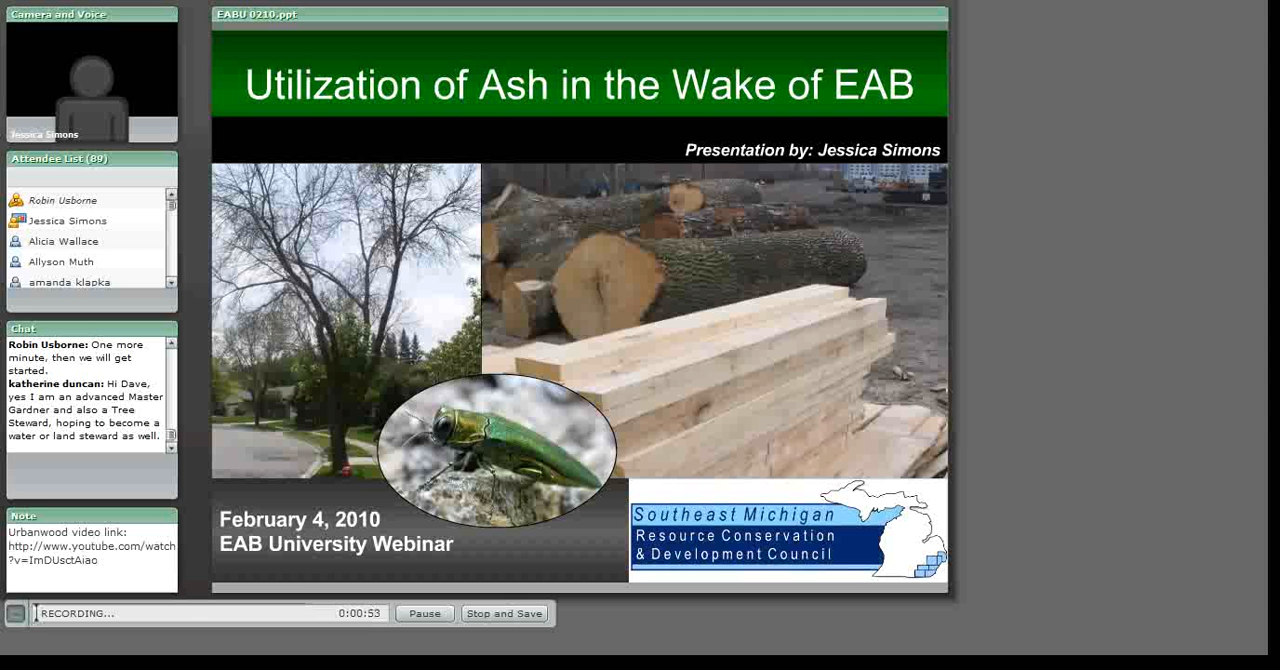 Camera and Voice
Jessica Simons
Attendee List (89)
Robin Usborne
Jessica Simons
Alicia Wallace
Allyson Muth
amanda klapka
Chat
Robin Usborne: One more
minute, then we will get
started.
katherine duncan: Hi Dave,
yes I am an advanced Master
Gardner and also a Tree
Steward, hoping to become a
water or land steward as well.
Note
Urbanwood video link:
http://www.youtube.com/watch
?v=ImDUsctAiao
EABU 0210.ppt
Utilization of Ash in the Wake of EAB
Presentation by: Jessica Simons
February 4, 2010
EAB University Webinar
Southeast Michigan
Resource Conservation
& Development Council
RECORDING...
0:00:53
Pause
Stop and Save